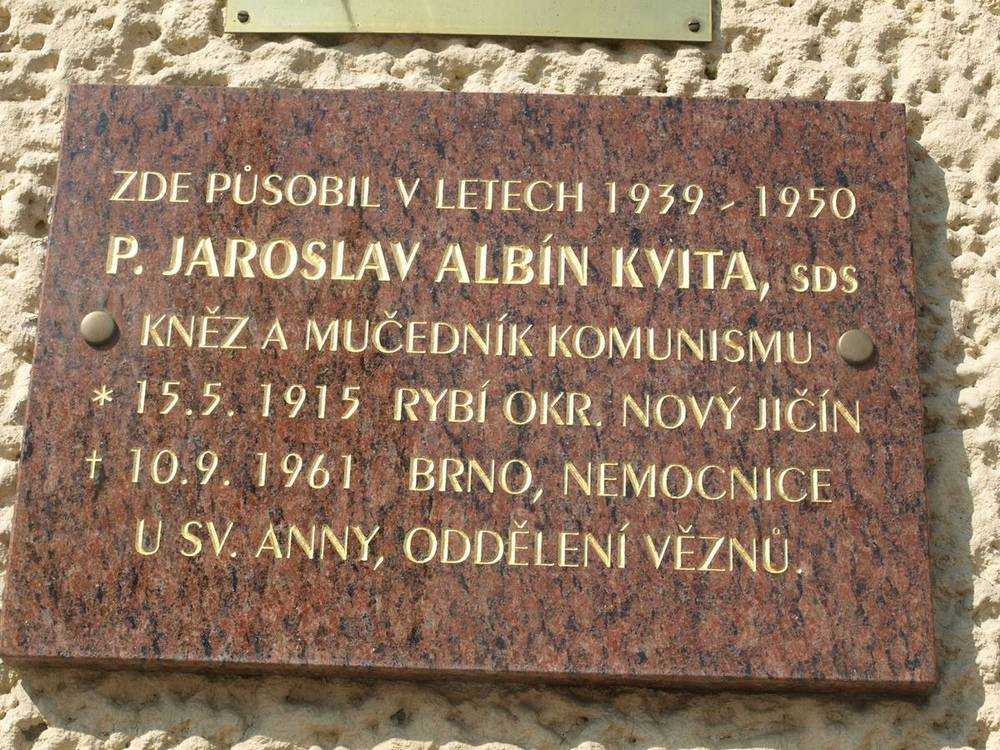 ZDE PŮSOBIL V LETECH 1939 - 1950
P. JAROSLAV ALBÍN KVITA, SDS
KNĚZ A MUČEDNÍK KOMUNISMU
* 15.5. 1915 RYBÍ OKR. NOVÝ JIČÍN
† 10.9. 1961 BRNO, NEMOCNICE
U SV. ANNY, ODDĚLENÍ VĚZNŮ.